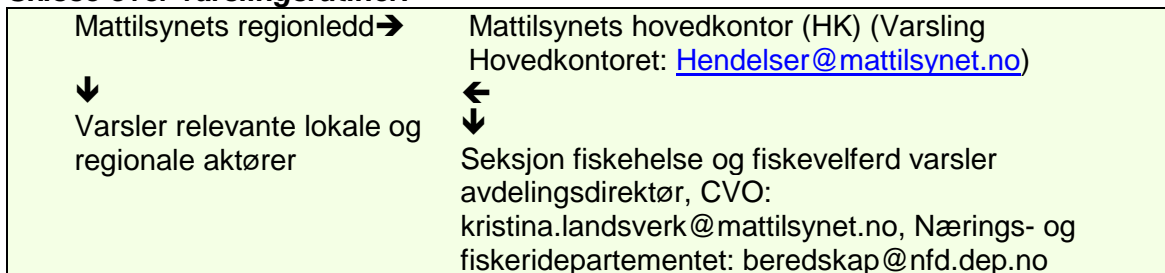 Mattilsynets regionledd➔ Mattilsynets hovedkontor (HK) (Varsling
Hovedkontoret: Hendelser@mattilsynet.no)
🡻 🡸
Varsler relevante lokale og 🡻
regionale aktører Seksjon fiskehelse og fiskevelferd varsler
avdelingsdirektør, CVO:
kristina.landsverk@mattilsynet.no, Nærings- og
fiskeridepartementet: beredskap@nfd.dep.no